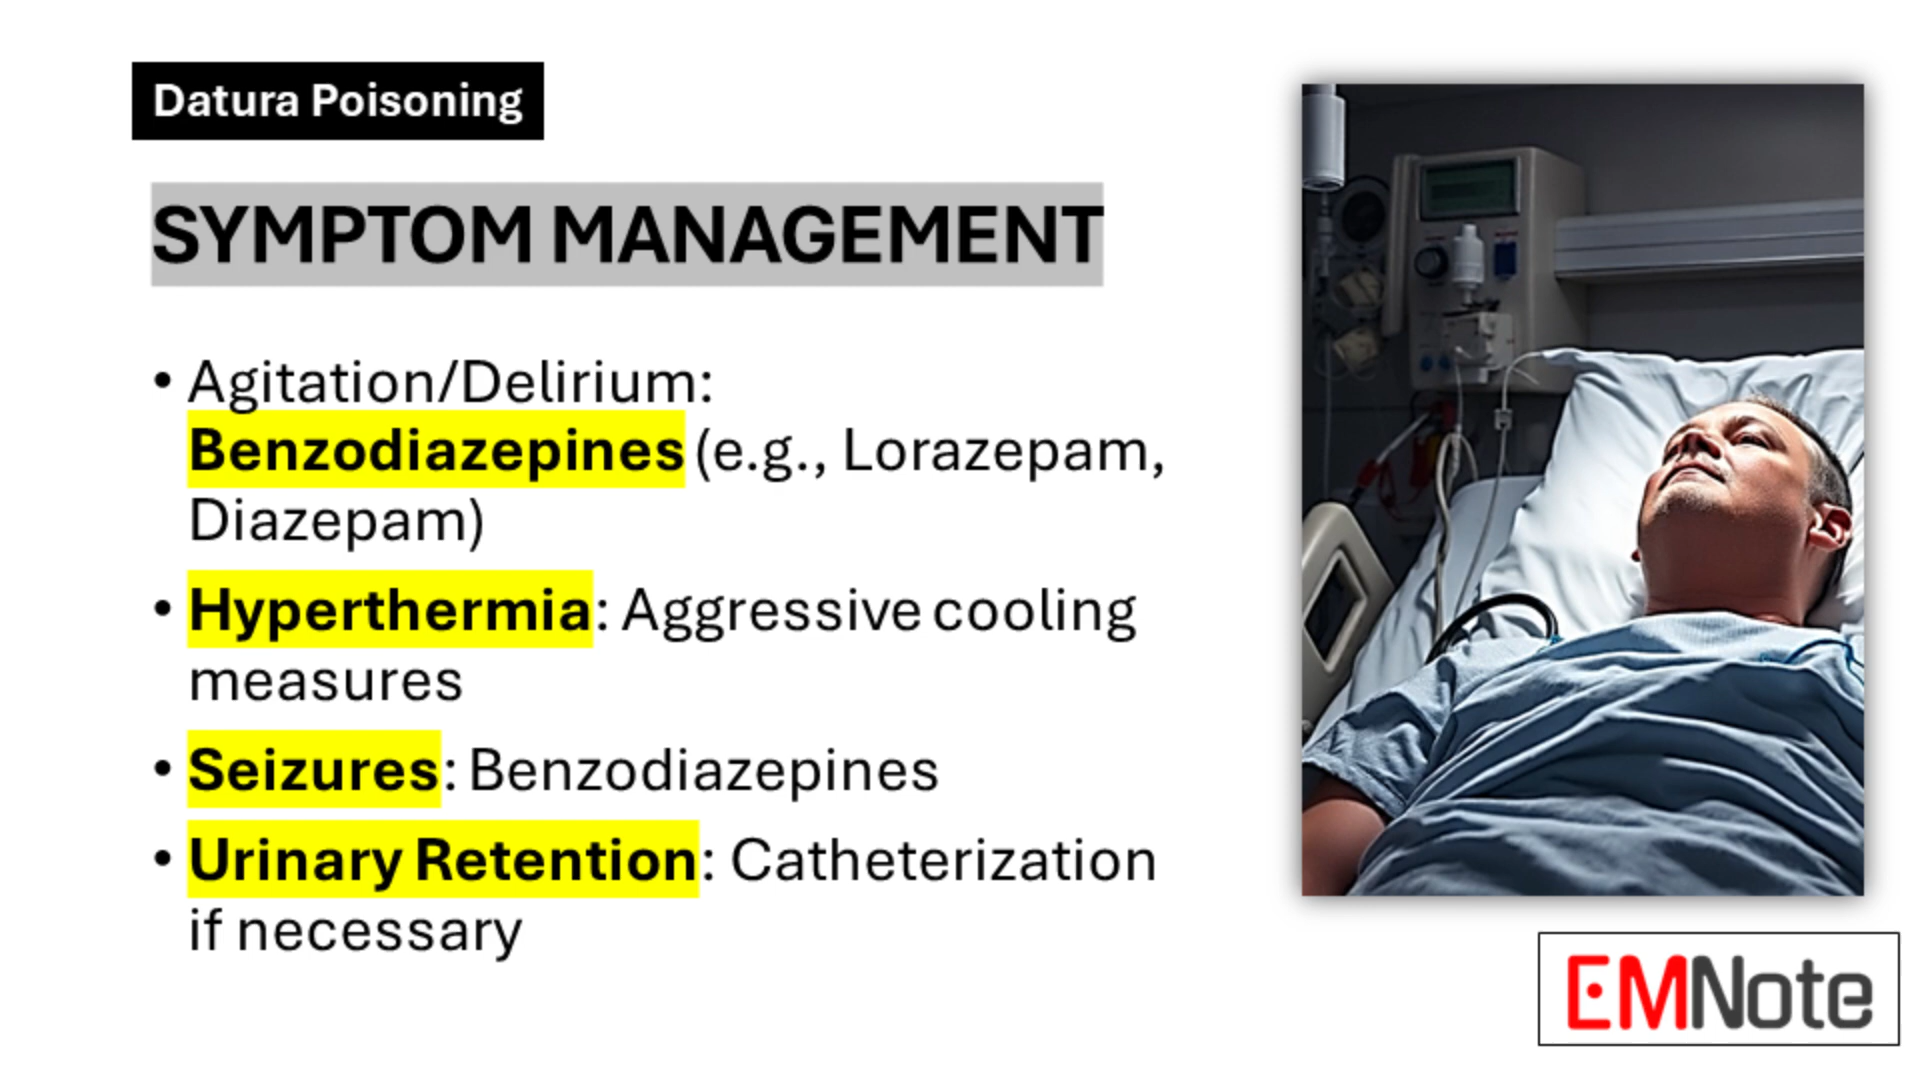 Datura Poisoning
SYMPTOM MANAGEMENT
• Agitation/Delirium:
Benzodiazepines (e.g., Lorazepam,
Diazepam)
• Hyperthermia: Aggressive cooling
measures
• Seizures: Benzodiazepines
• Urinary Retention: Catheterization
if necessary
EMNote